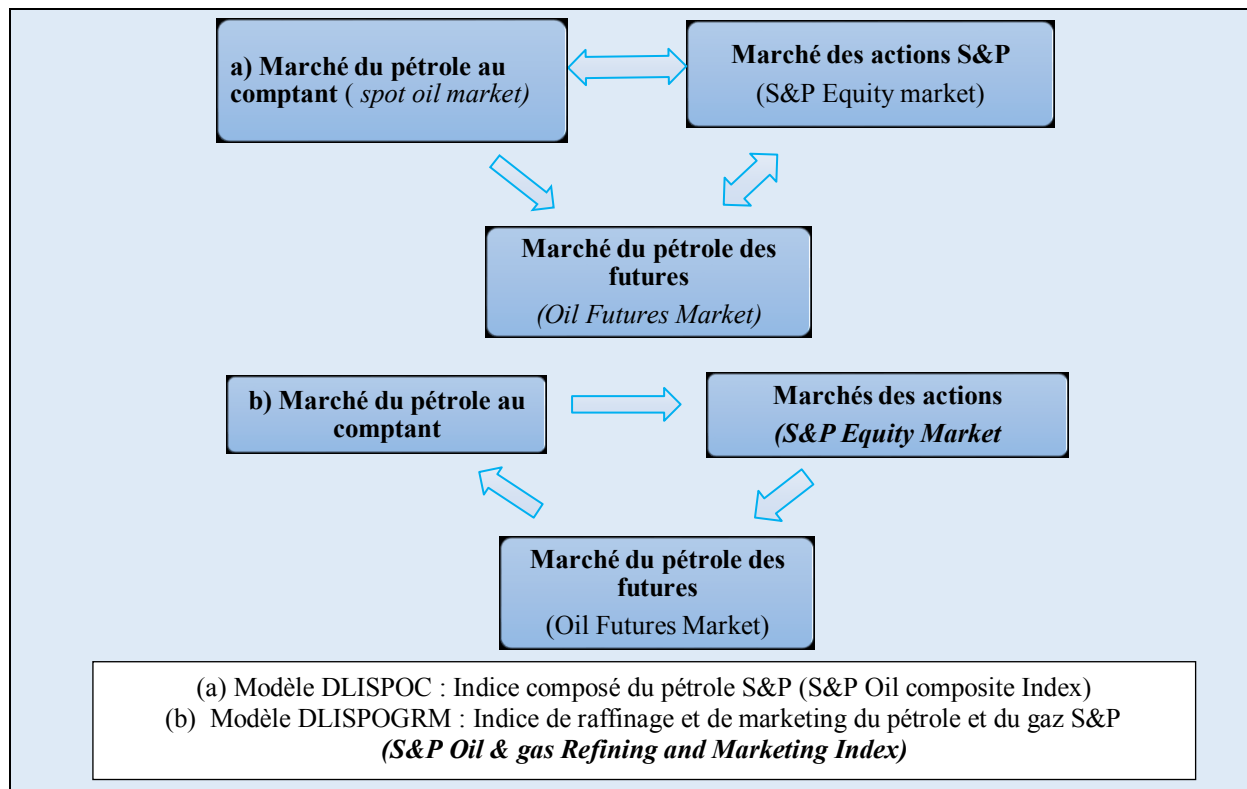 a) Marché du pétrole au
comptant ( spot oil market)
Marché des actions S&P
(S&P Equity market)
Marché du pétrole des
futures
(Oil Futures Market)
b) Marché du pétrole au
comptant
Marchés des actions
(S&P Equity Market
Marché du pétrole des
futures
(Oil Futures Market)
(a) Modèle DLISPOC : Indice composé du pétrole S&P (S&P Oil composite Index)
(b) Modèle DLISPOGRM : Indice de raffinage et de marketing du pétrole et du gaz S&P
(S&P Oil & gas Refining and Marketing Index)